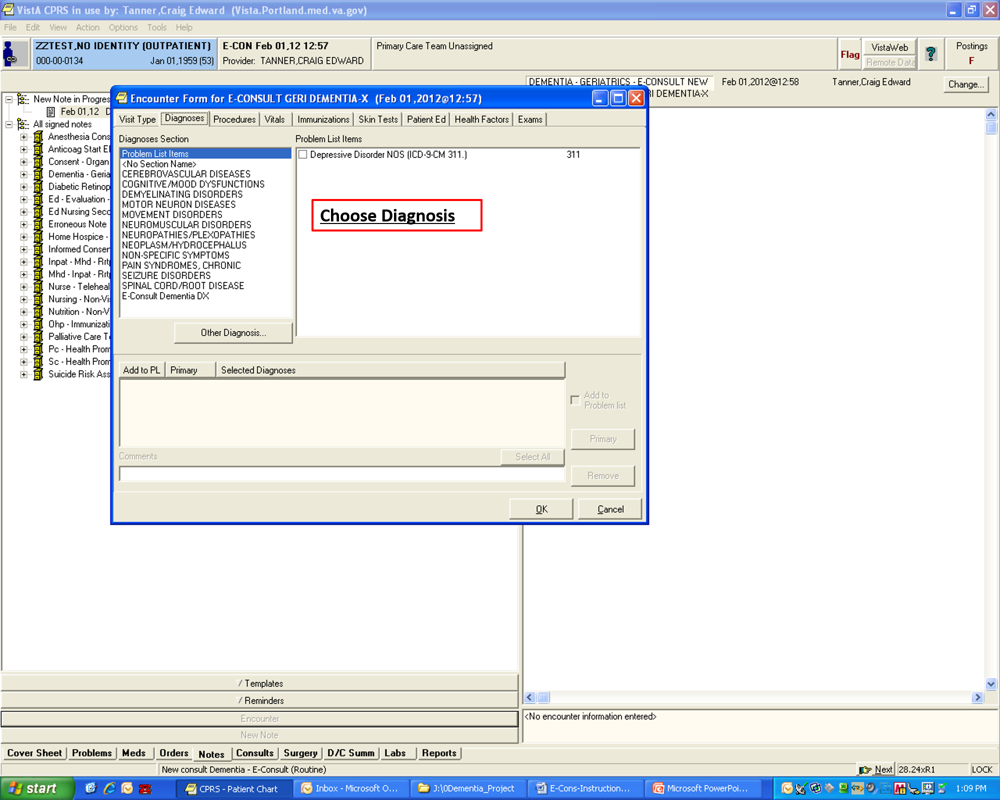 VistA CPRS in use by: Tanner,Craig Edward (Vista.Portland.med.va.gov)
File Edit View Action Options Tools Help
ZZTEST,NO IDENTITY (OUTPATIENT)
000-00-0134 Jan 01,1959 (53)
E-CON Feb 01,12 12:57
Provider: TANNER,CRAIG EDWARD
Primary Care Team Unassigned
Flag
VistaWeb
Remote Data
?
Postings
F
DEMENTIA - GERIATRICS - E-CONSULT NEW Feb 01,2012@12:58 Tanner,Craig Edward Change...
RI DEMENTIA-X
New Note in Progres
Feb 01,12 D
All signed notes
Anesthesia Cons
Anticoag Start El
Consent - Organ
Dementia - Geria
Diabetic Retinop
Ed - Evaluation -
Ed Nursing Seco
Erroneous Note
Home Hospice -
Informed Conser
Inpat - Mhd - Rrtp
Mhd - Inpat - Rrt
Nurse - Teleheal
Nursing - Non-Vi
Nutrition - Non-V
Ohp - Immunizati
Palliative Care T
Pc - Health Prom
Sc - Health Prom
Suicide Risk Ass
Encounter Form for E-CONSULT GERI DEMENTIA-X (Feb 01,2012@12:57)
Visit Type Diagnoses Procedures Vitals Immunizations Skin Tests Patient Ed Health Factors Exams
Diagnoses Section
Problem List Items
<No Section Name>
CEREBROVASCULAR DISEASES
COGNITIVE/MOOD DYSFUNCTIONS
DEMYELINATING DISORDERS
MOTOR NEURON DISEASES
MOVEMENT DISORDERS
NEUROMUSCULAR DISORDERS
NEUROPATHIES/PLEXOPATHIES
NEOPLASM/HYDROCEPHALUS
NON-SPECIFIC SYMPTOMS
PAIN SYNDROMES, CHRONIC
SEIZURE DISORDERS
SPINAL CORD/ROOT DISEASE
E-Consult Dementia DX
Other Diagnosis...
Problem List Items
Depressive Disorder NOS (ICD-9-CM 311.) 311
Choose Diagnosis
Add to PL Primary Selected Diagnoses
Add to
Problem list
Primary
Comments Select All
Remove
OK Cancel
Templates
Reminders
Encounter
New Note
<No encounter information entered>
Cover Sheet Problems Meds Orders Notes Consults Surgery D/C Summ Labs Reports
New consult Dementia - E-Consult (Routine) Next 28.24xR1 LOCK
start CPRS - Patient Chart Inbox - Microsoft O... J:\0Dementia_Project E-Cons-Instruction... Microsoft PowerPoi... 1:09 PM